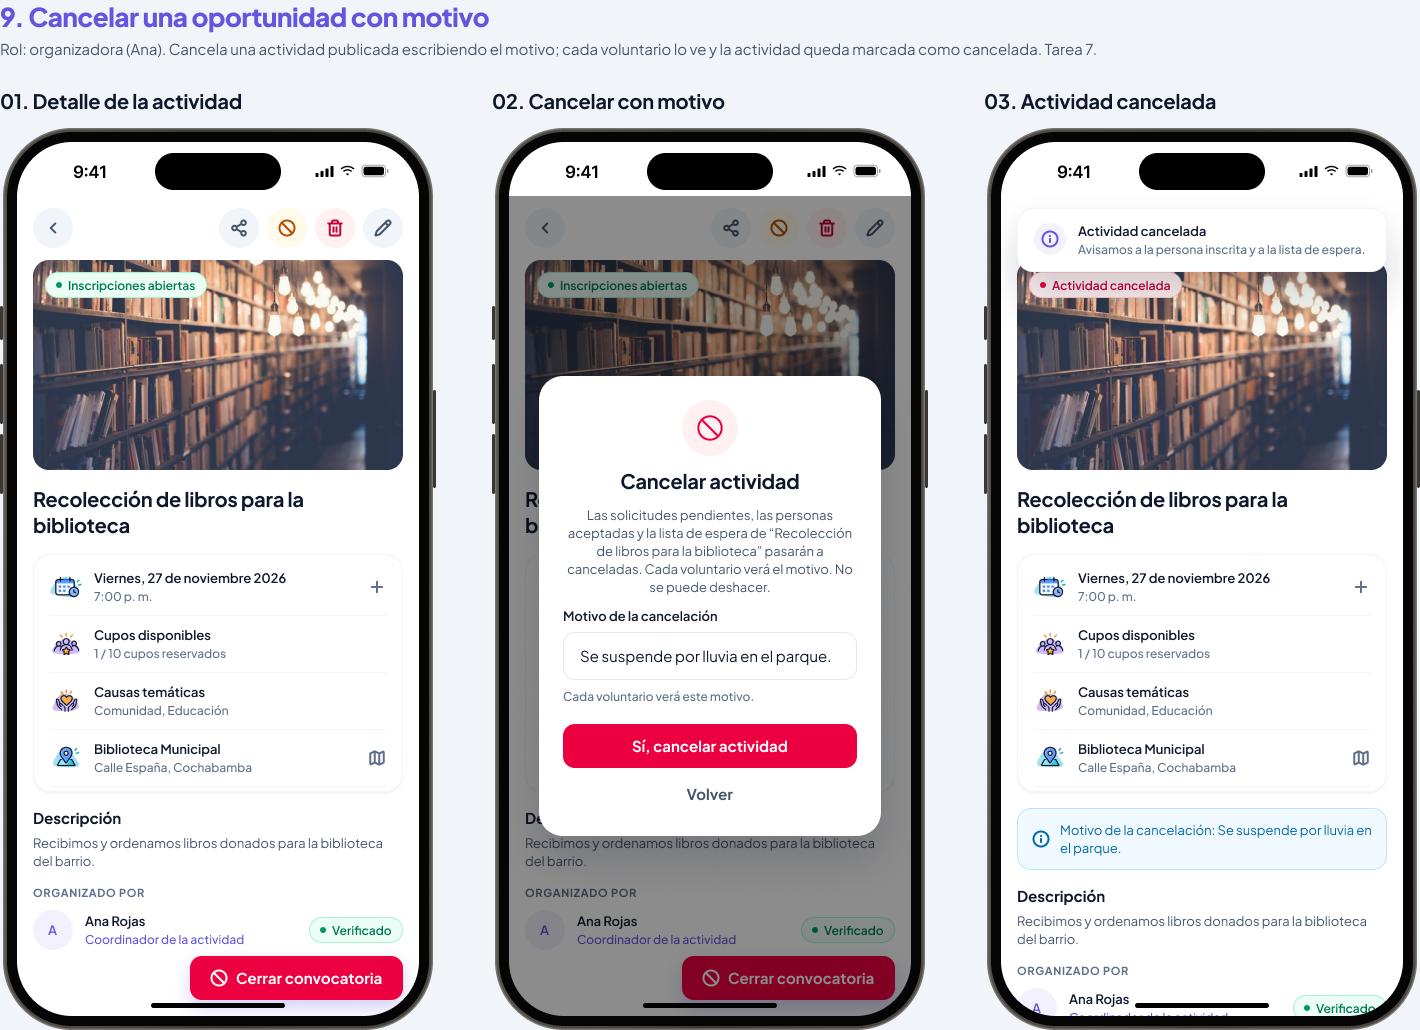 9. Cancelar una oportunidad con motivo
Rol: organizadora (Ana). Cancela una actividad publicada escribiendo el motivo; cada voluntario lo ve y la actividad queda marcada como cancelada. Tarea 7.
01. Detalle de la actividad
9:41
Inscripciones abiertas
Recolección de libros para la
biblioteca
Viernes, 27 de noviembre 2026
7:00 p. m.
Cupos disponibles
1 / 10 cupos reservados
Causas temáticas
Comunidad, Educación
Biblioteca Municipal
Calle España, Cochabamba
Descripción
Recibimos y ordenamos libros donados para la biblioteca
del barrio.
ORGANIZADO POR
A
Ana Rojas
Coordinador de la actividad
Verificado
Cerrar convocatoria
02. Cancelar con motivo
9:41
Inscripciones abiertas
Cancelar actividad
Las solicitudes pendientes, las personas
aceptadas y la lista de espera de “Recolección
de libros para la biblioteca” pasarán a
canceladas. Cada voluntario verá el motivo. No
se puede deshacer.
Motivo de la cancelación
Se suspende por lluvia en el parque.
Cada voluntario verá este motivo.
Sí, cancelar actividad
Volver
Recibimos y ordenamos libros donados para la biblioteca
del barrio.
ORGANIZADO POR
A
Ana Rojas
Coordinador de la actividad
Verificado
Cerrar convocatoria
03. Actividad cancelada
9:41
Actividad cancelada
Avisamos a la persona inscrita y a la lista de espera.
Actividad cancelada
Recolección de libros para la
biblioteca
Viernes, 27 de noviembre 2026
7:00 p. m.
Cupos disponibles
1 / 10 cupos reservados
Causas temáticas
Comunidad, Educación
Biblioteca Municipal
Calle España, Cochabamba
Motivo de la cancelación: Se suspende por lluvia en
el parque.
Descripción
Recibimos y ordenamos libros donados para la biblioteca
del barrio.
ORGANIZADO POR
A
Ana Rojas
Verificado